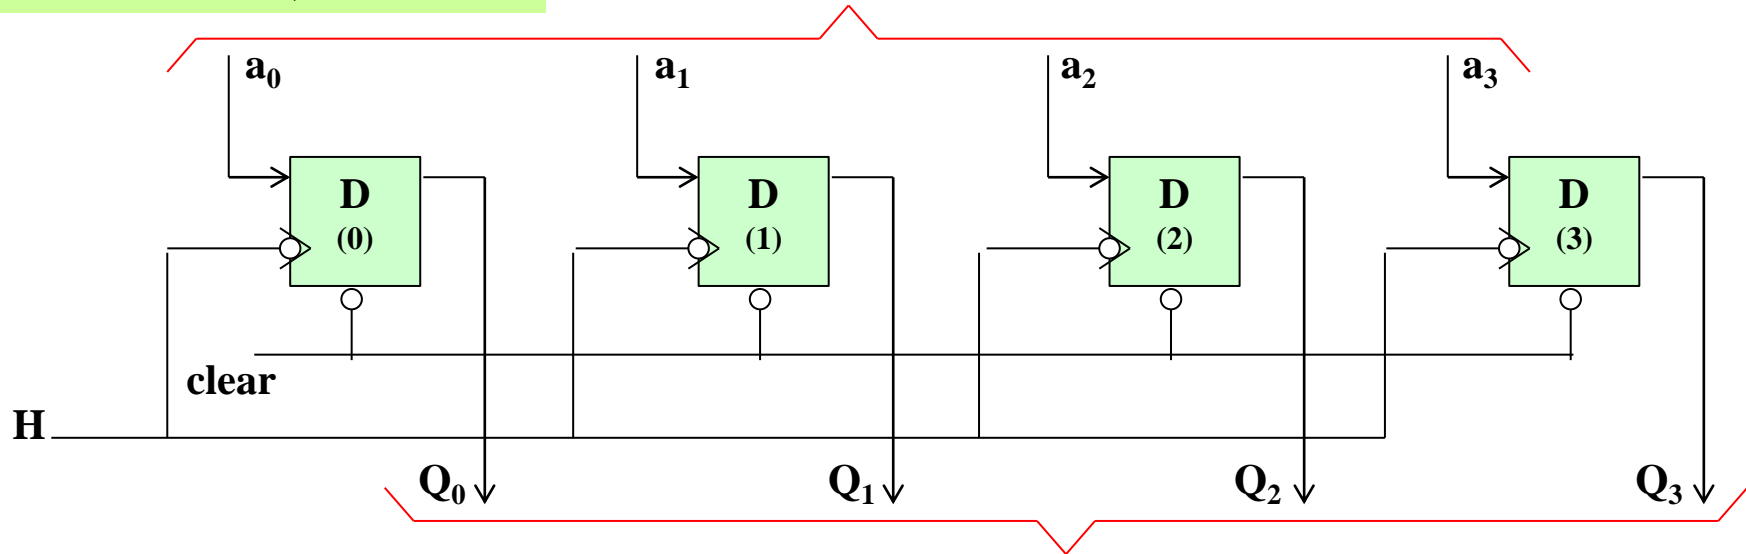 a₀ a₁ a₂ a₃
D D D D
(0) (1) (2) (3)
clear
H
Q₀ Q₁ Q₂ Q₃